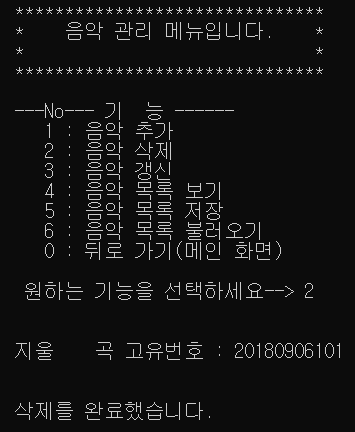 *******************************
*    음악 관리 메뉴입니다.    *
*                             *
*******************************
---No--- 기  능 ------
1 : 음악 추가
2 : 음악 삭제
3 : 음악 갱신
4 : 음악 목록 보기
5 : 음악 목록 저장
6 : 음악 목록 불러오기
0 : 뒤로 가기(메인 화면)
원하는 기능을 선택하세요--> 2
지울    곡 고유번호 : 20180906101
삭제를 완료했습니다.